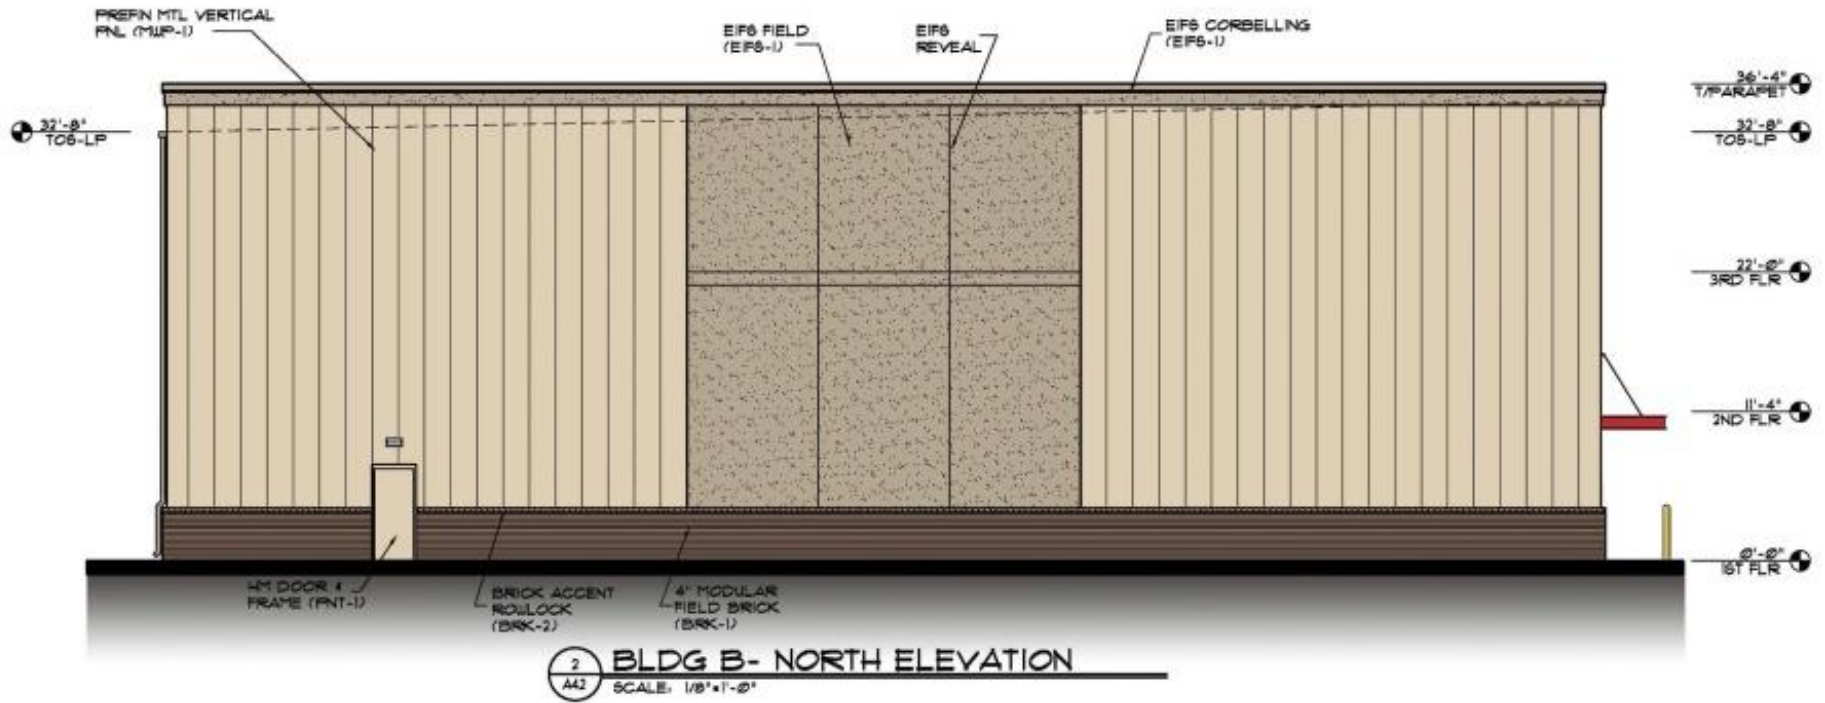 PREFIN MTL VERTICAL
PNL (MWP-1)
EIFS FIELD
(EIFS-1)
EIFS
REVEAL
EIFS CORBELLING
(EIFS-1)
36'-4"
T/PARAPET
32'-8"
TOS-LP
32'-8"
TOS-LP
22'-0"
3RD FLR
11'-4"
2ND FLR
0'-0"
1ST FLR
HM DOOR &
FRAME (PNT-1)
BRICK ACCENT
ROWLOCK
(BRK-2)
4" MODULAR
FIELD BRICK
(BRK-1)
2
A42
BLDG B- NORTH ELEVATION
SCALE: 1/8"=1'-0"